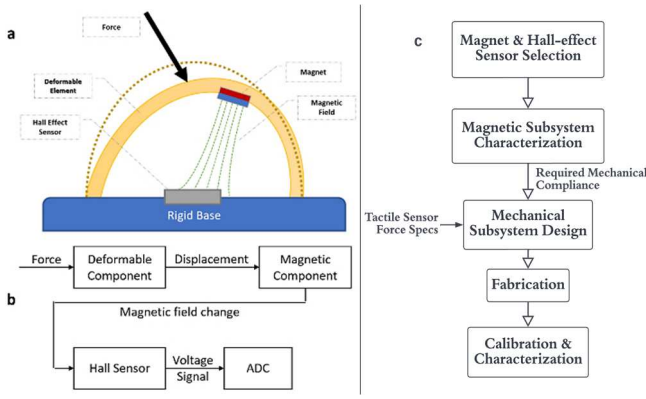 a
Force
Magnet
Deformable
Element
Magnetic
Field
Hall Effect
Sensor
Rigid Base
Force
Deformable
Component
Displacement
Magnetic
Component
b
Magnetic field change
Hall Sensor
Voltage
Signal
ADC
c
Magnet & Hall-effect
Sensor Selection
Magnetic Subsystem
Characterization
Required Mechanical
Compliance
Tactile Sensor
Force Specs
Mechanical
Subsystem Design
Fabrication
Calibration &
Characterization